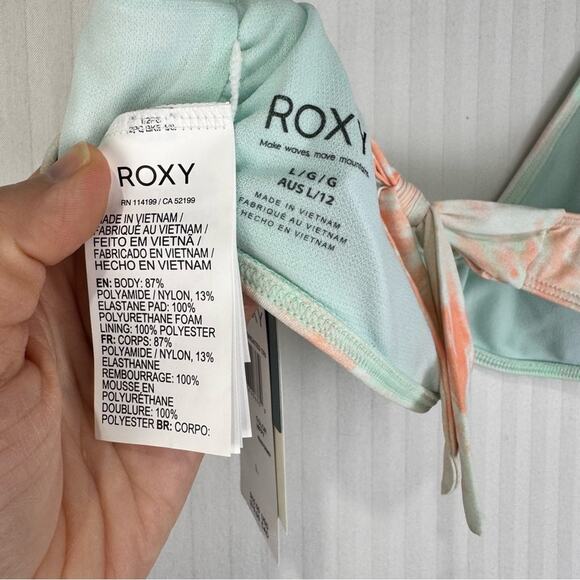 ROXY
RN 114199 / CA 52199
MADE IN VIETNAM/
FABRIQUÉ AU VIETNAM/
FEITO EM VIETNÃ /
FABRICADO EN VIETNAM /
HECHO EN VIETNAM
EN: BODY: 87%
POLYAMIDE / NYLON, 13%
ELASTANE PAD: 100%
POLYURETHANE FOAM
LINING: 100% POLYESTER
FR: CORPS: 87%
POLYAMIDE / NYLON, 13%
ELASTHANNE
REMBOURRAGE: 100%
MOUSSE EN
POLYURÉTHANE
DOUBLURE: 100%
POLYESTER BR: CORPO:
ROXY
Make waves, move mountains.
L / G / G
AUS L/12
MADE IN VIETNAM
FABRIQUÉ AU VIETNAM
HECHO EN VIETNAM
ROXY